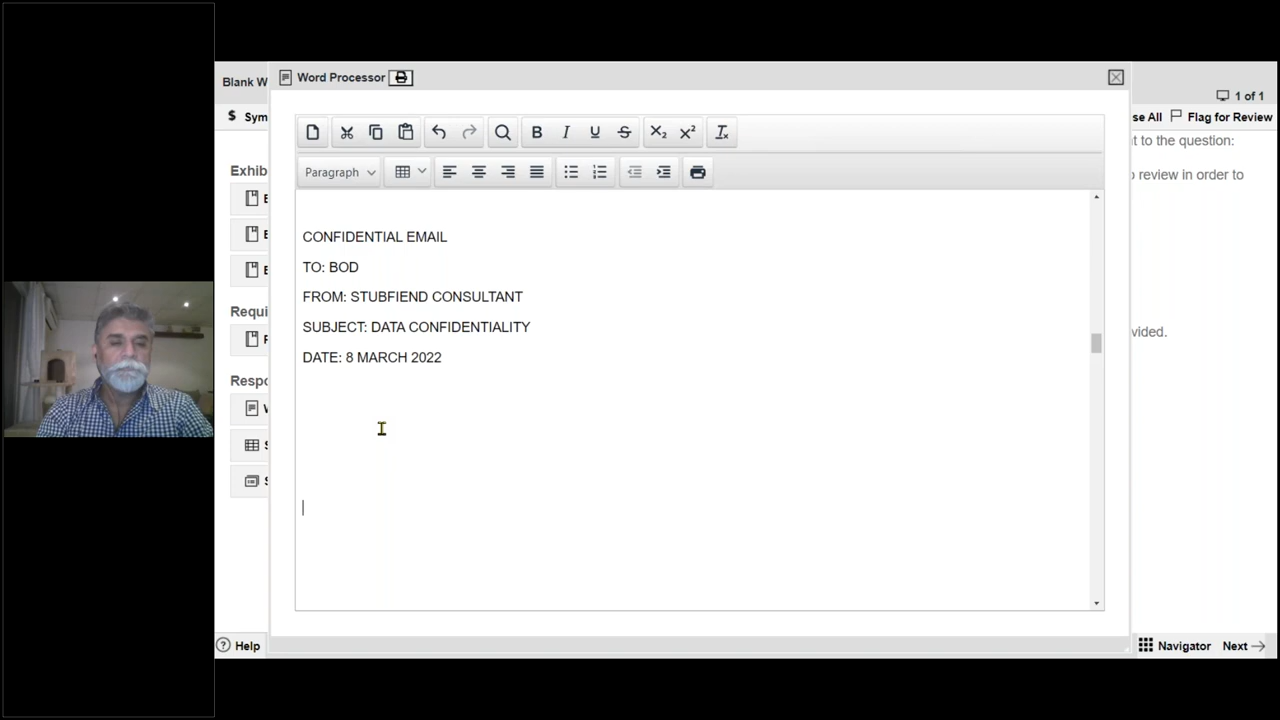 Blank W
Word Processor
1 of 1
$ Sym
se All
Flag for Review
t to the question:
Exhib
Paragraph
review in order to
E
E
E
CONFIDENTIAL EMAIL
TO: BOD
FROM: STUBFIEND CONSULTANT
SUBJECT: DATA CONFIDENTIALITY
DATE: 8 MARCH 2022
Requi
F
vided.
Respo
V
S
S
Help
Navigator
Next